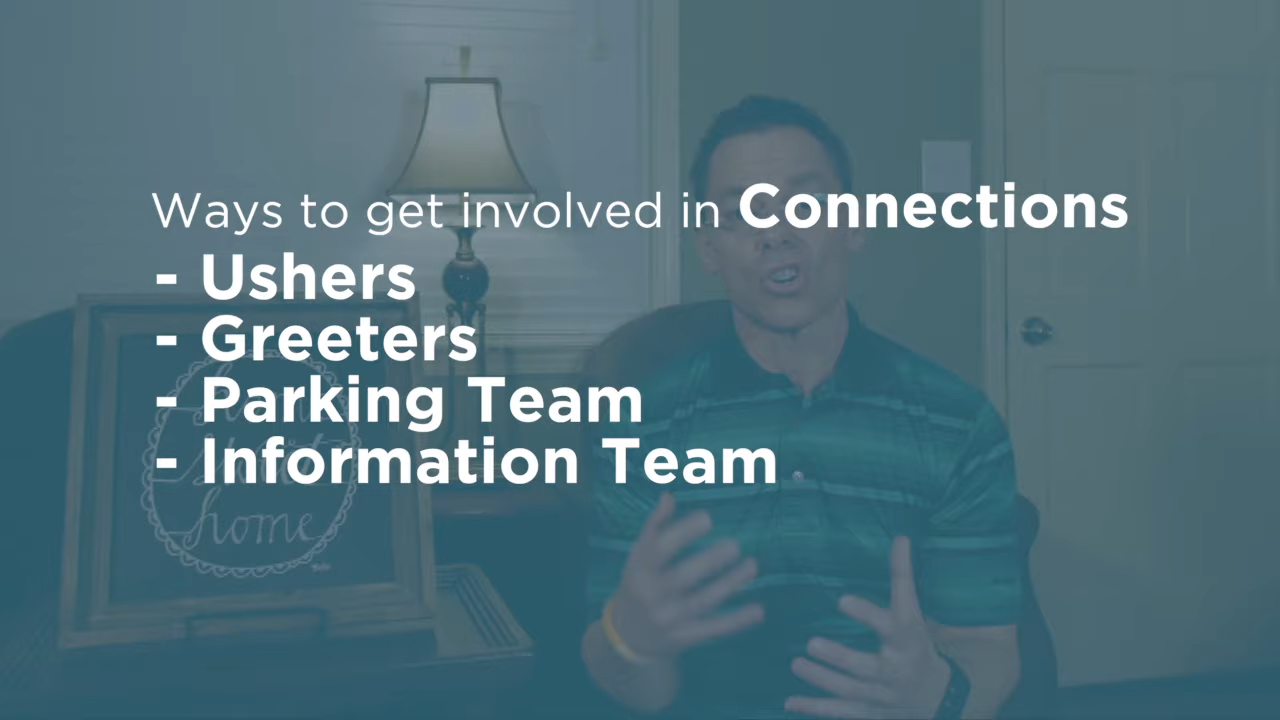 Ways to get involved in Connections
- Ushers
- Greeters
- Parking Team
- Information Team
home